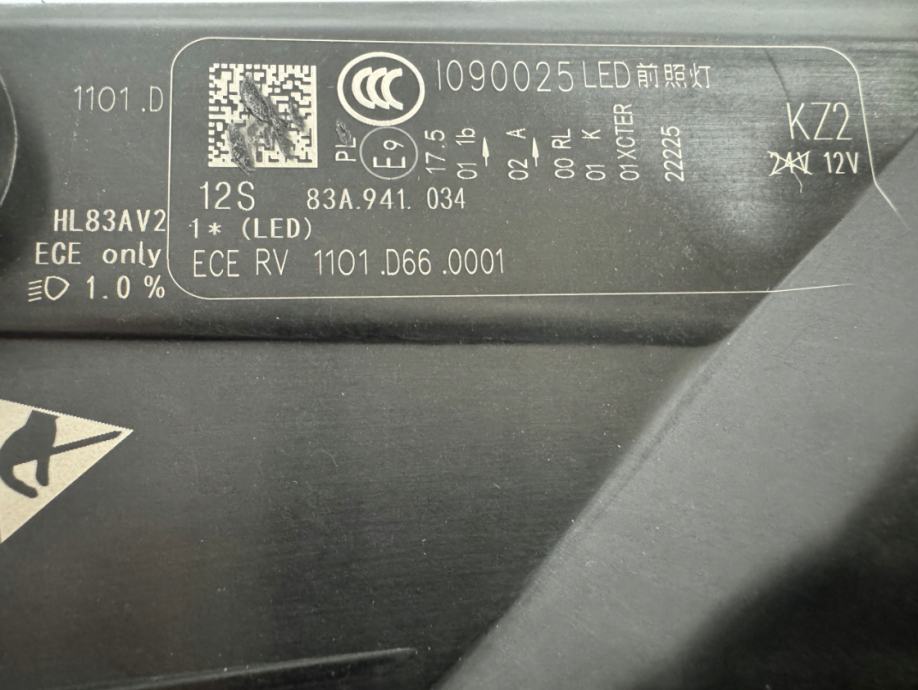 1101 .D
I090025 LED前照灯
PL
E9
17.5
01 1b
02 A
00 RL
01 K
01XCTER
22225
KZ2
24V 12V
12S 83A.941. 034
HL83AV2
1* (LED)
ECE only
ECE RV 1101 .D66 .0001
1.0 %